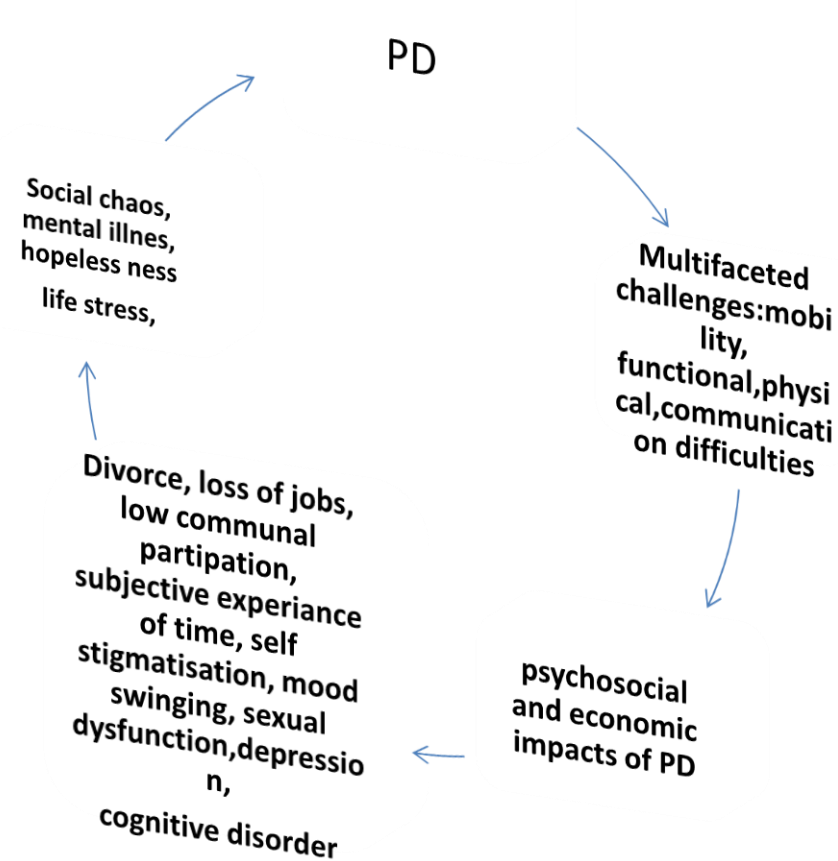 PD
Multifaceted
challenges:mobi
lity,
functional,physi
cal,communicati
on difficulties
psychosocial
and economic
impacts of PD
Divorce, loss of jobs,
low communal
partipation,
subjective experiance
of time, self
stigmatisation, mood
swinging, sexual
dysfunction,depressio
n,
cognitive disorder
Social chaos,
mental illnes,
hopeless ness
life stress,